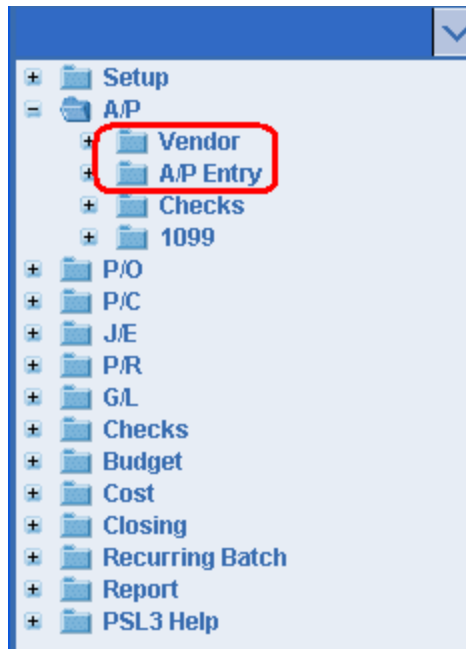 Setup
A/P
Vendor
A/P Entry
Checks
1099
P/O
P/C
J/E
P/R
G/L
Checks
Budget
Cost
Closing
Recurring Batch
Report
PSL3 Help